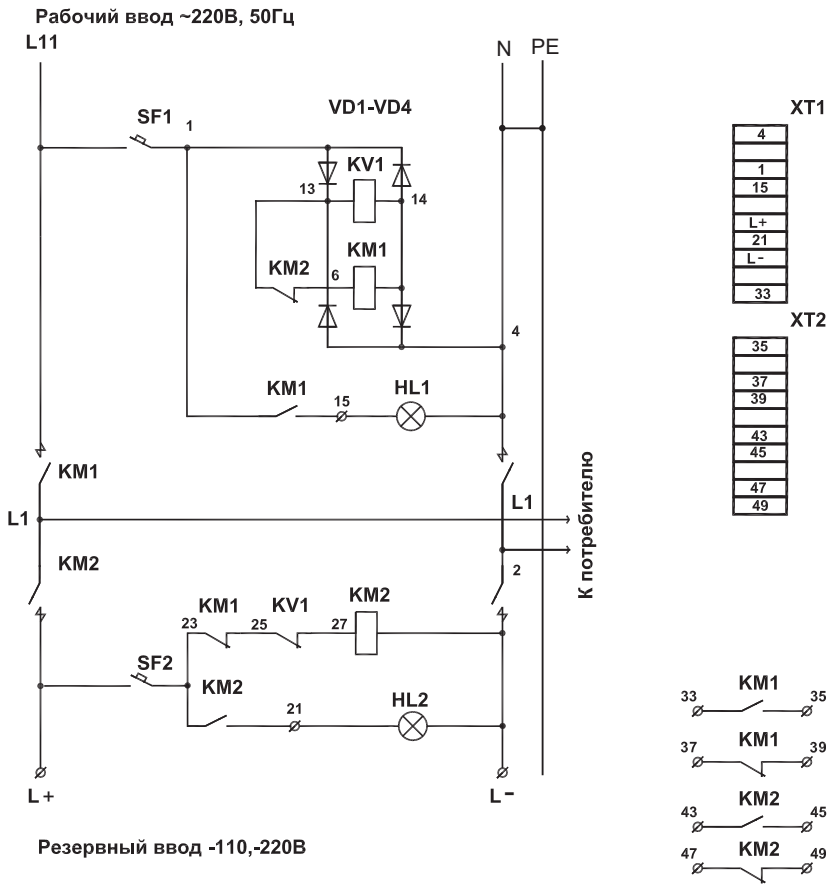 Рабочий ввод ~220В, 50Гц
L11
N
PE
SF1
1
VD1-VD4
XT1
4
1
15
L+
21
L-
33
13
KV1
14
KM2
6
KM1
4
XT2
35
37
39
43
45
47
49
KM1
15
HL1
KM1
L1
L1
К потребителю
KM2
2
23
KM1
25
KV1
27
KM2
SF2
KM2
21
HL2
33
KM1
35
37
KM1
39
43
KM2
45
47
KM2
49
L+
L-
Резервный ввод -110,-220В